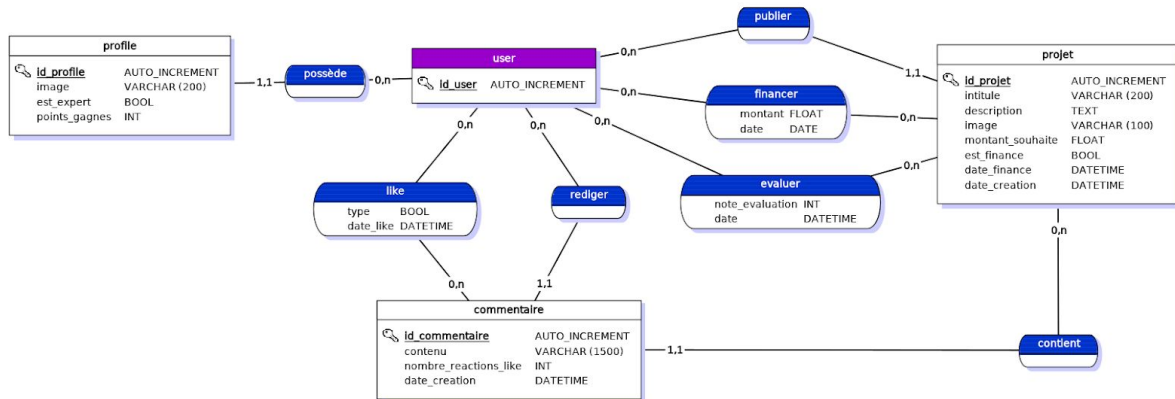 publier
profile
id_profile AUTO_INCREMENT
image VARCHAR (200)
est_expert BOOL
points_gagnes INT
1,1
possède
0,n
user
id_user AUTO_INCREMENT
0,n
1,1
0,n
financer
montant FLOAT
date DATE
0,n
projet
id_projet AUTO_INCREMENT
intitule VARCHAR (200)
description TEXT
image VARCHAR (100)
montant_souhaite FLOAT
est_finance BOOL
date_finance DATETIME
date_creation DATETIME
0,n
0,n
0,n
0,n
like
type BOOL
date_like DATETIME
rediger
evaluer
note_evaluation INT
date DATETIME
0,n
0,n
0,n
1,1
commentaire
id_commentaire AUTO_INCREMENT
contenu VARCHAR (1500)
nombre_reactions_like INT
date_creation DATETIME
1,1
contient